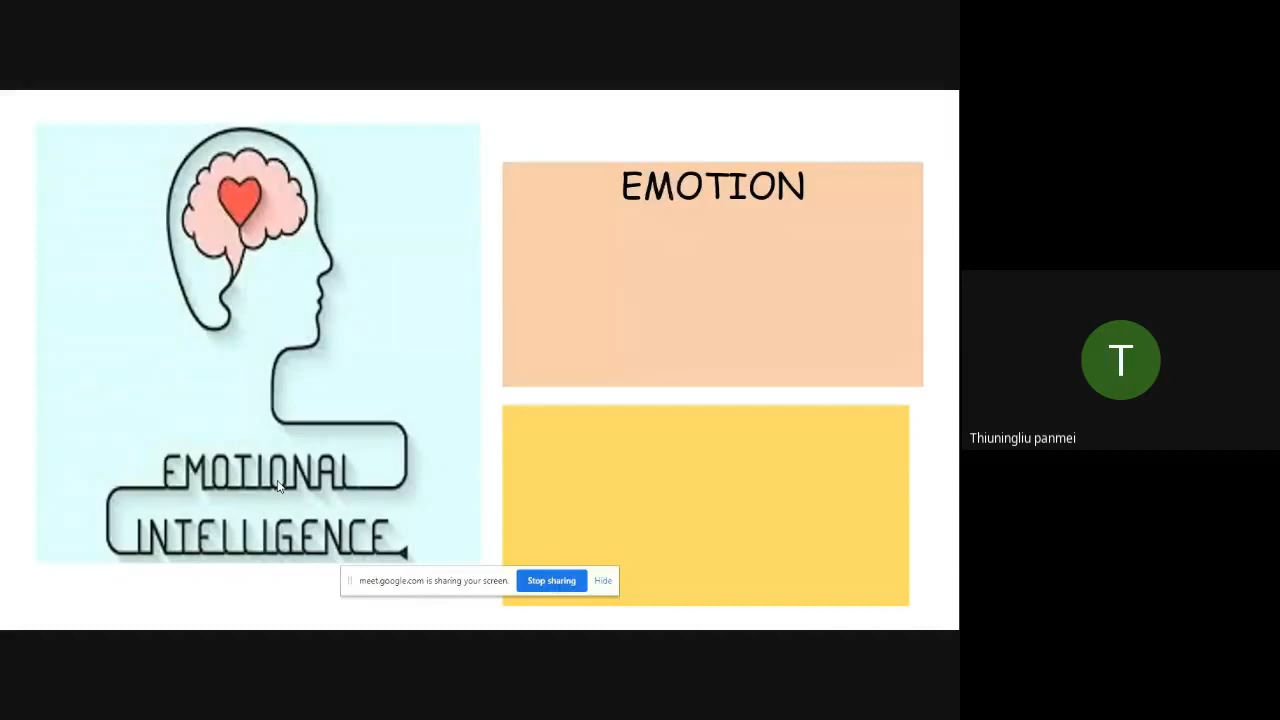 EMOTION
EMOTIONAL
INTELLIGENCE
meet.google.com is sharing your screen.
Stop sharing
Hide
T
Thiuningliu panmei